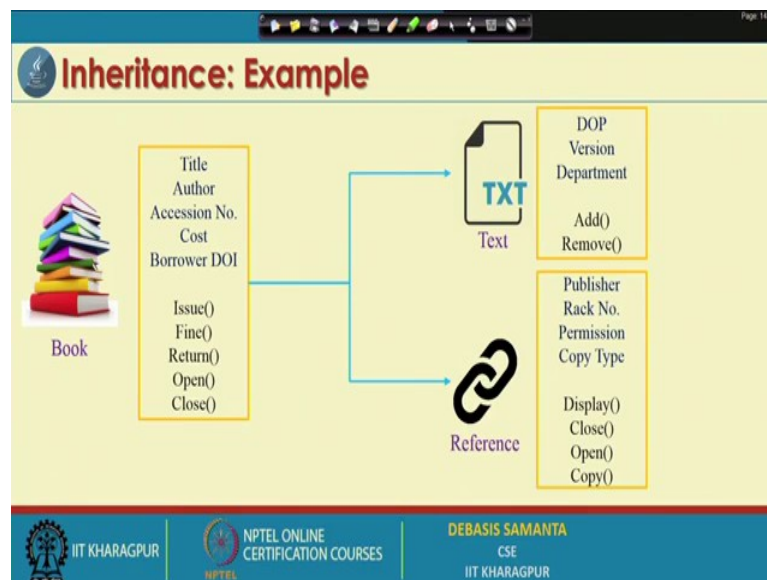 Page: 14
Inheritance: Example
Book
Title
Author
Accession No.
Cost
Borrower DOI
Issue()
Fine()
Return()
Open()
Close()
TXT
Text
DOP
Version
Department
Add()
Remove()
Reference
Publisher
Rack No.
Permission
Copy Type
Display()
Close()
Open()
Copy()
IIT KHARAGPUR
NPTEL
NPTEL ONLINE
CERTIFICATION COURSES
DEBASIS SAMANTA
CSE
IIT KHARAGPUR